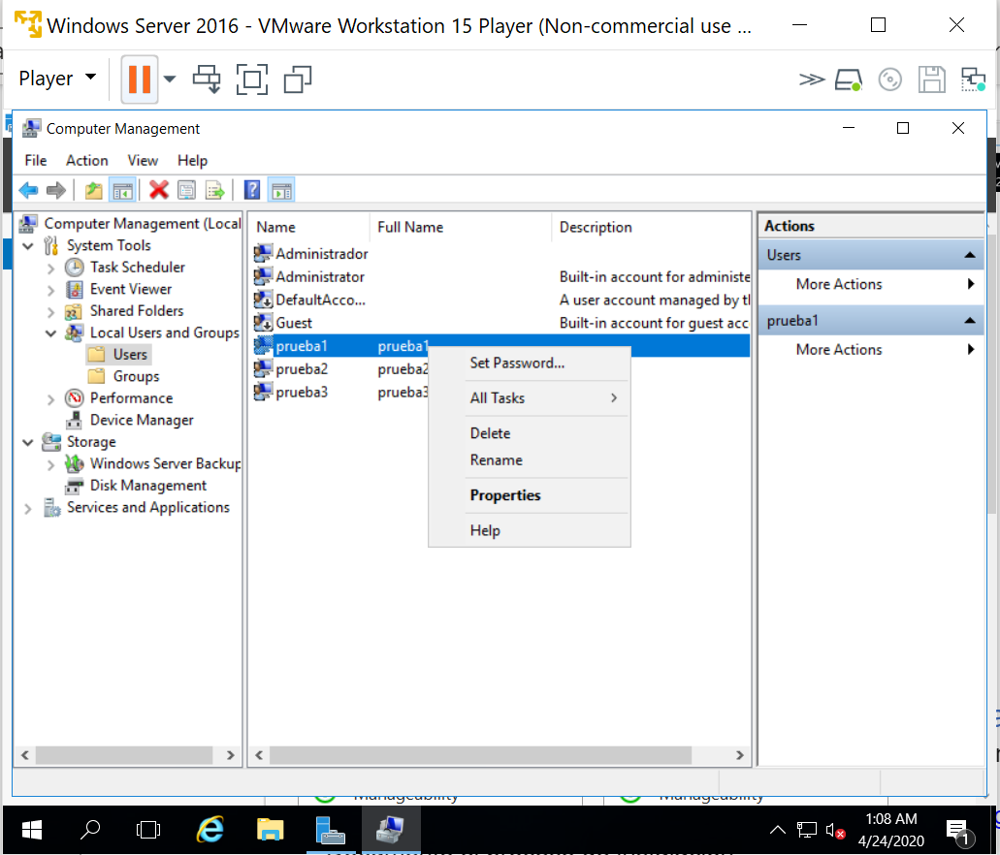 Windows Server 2016 - VMware Workstation 15 Player (Non-commercial use ...
Player
Computer Management
File Action View Help
Computer Management (Local
System Tools
Task Scheduler
Event Viewer
Shared Folders
Local Users and Groups
Users
Groups
Performance
Device Manager
Storage
Windows Server Backup
Disk Management
Services and Applications
Name Full Name Description
Administrador
Administrator Built-in account for administe
DefaultAcco... A user account managed by tl
Guest Built-in account for guest acc
prueba1 prueba1
prueba2 prueba2
prueba3 prueba3
Set Password...
All Tasks
Delete
Rename
Properties
Help
Actions
Users
More Actions
prueba1
More Actions
Manageability Manageability
1:08 AM
4/24/2020
1